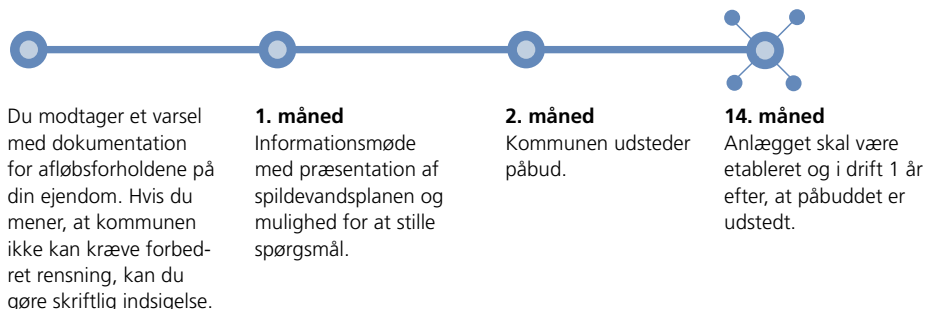 Du modtager et varsel
med dokumentation
for afløbsforholdene på
din ejendom. Hvis du
mener, at kommunen
ikke kan kræve forbed-
ret rensning, kan du
gøre skriftlig indsigelse.
1. måned
Informationsmøde
med præsentation af
spildevandsplanen og
mulighed for at stille
spørgsmål.
2. måned
Kommunen udsteder
påbud.
14. måned
Anlægget skal være
etableret og i drift 1 år
efter, at påbuddet er
udstedt.